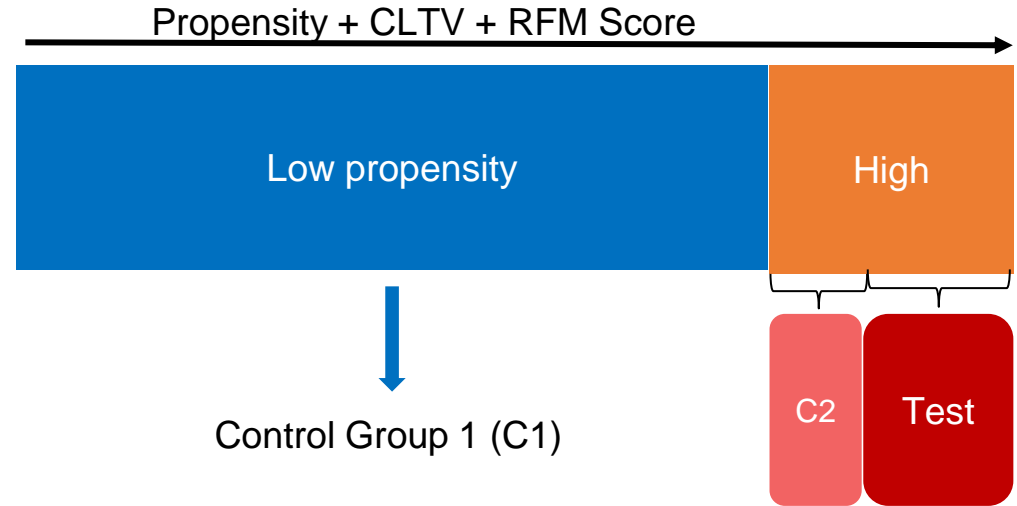 Propensity + CLTV + RFM Score
Low propensity
High
Control Group 1 (C1)
C2
Test